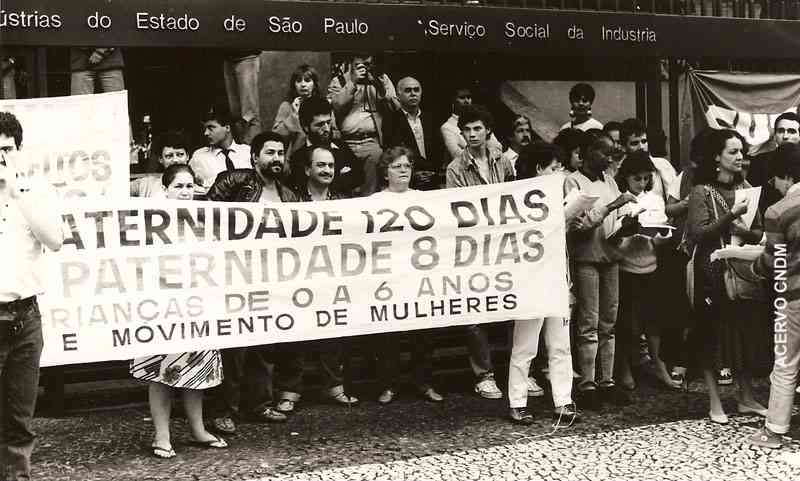 ústrias do Estado de São Paulo Serviço Social da Industria
ATERNIDADE 120 DIAS
PATERNIDADE 8 DIAS
RIANÇAS DE 0 A 6 ANOS
E MOVIMENTO DE MULHERES
ACERVO CNDM